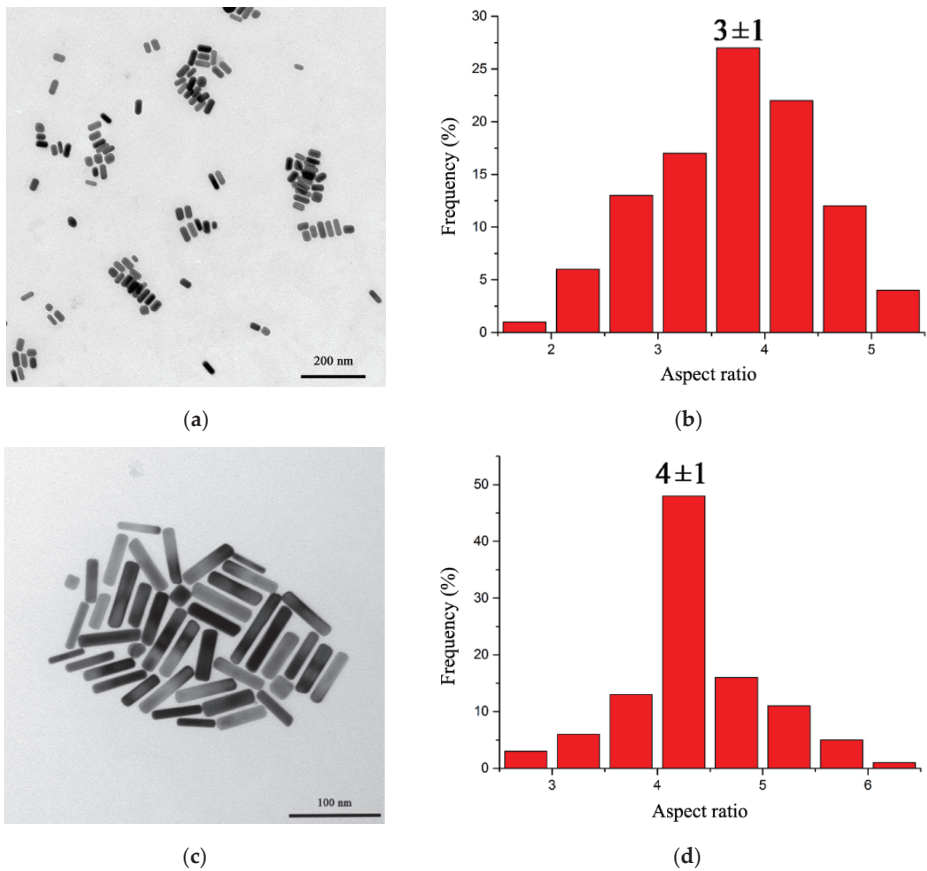 200 nm
(a)
3±1
Frequency (%)
30
25
20
15
10
5
0
2 3 4 5
Aspect ratio
(b)
100 nm
(c)
4±1
Frequency (%)
50
40
30
20
10
0
3 4 5 6
Aspect ratio
(d)